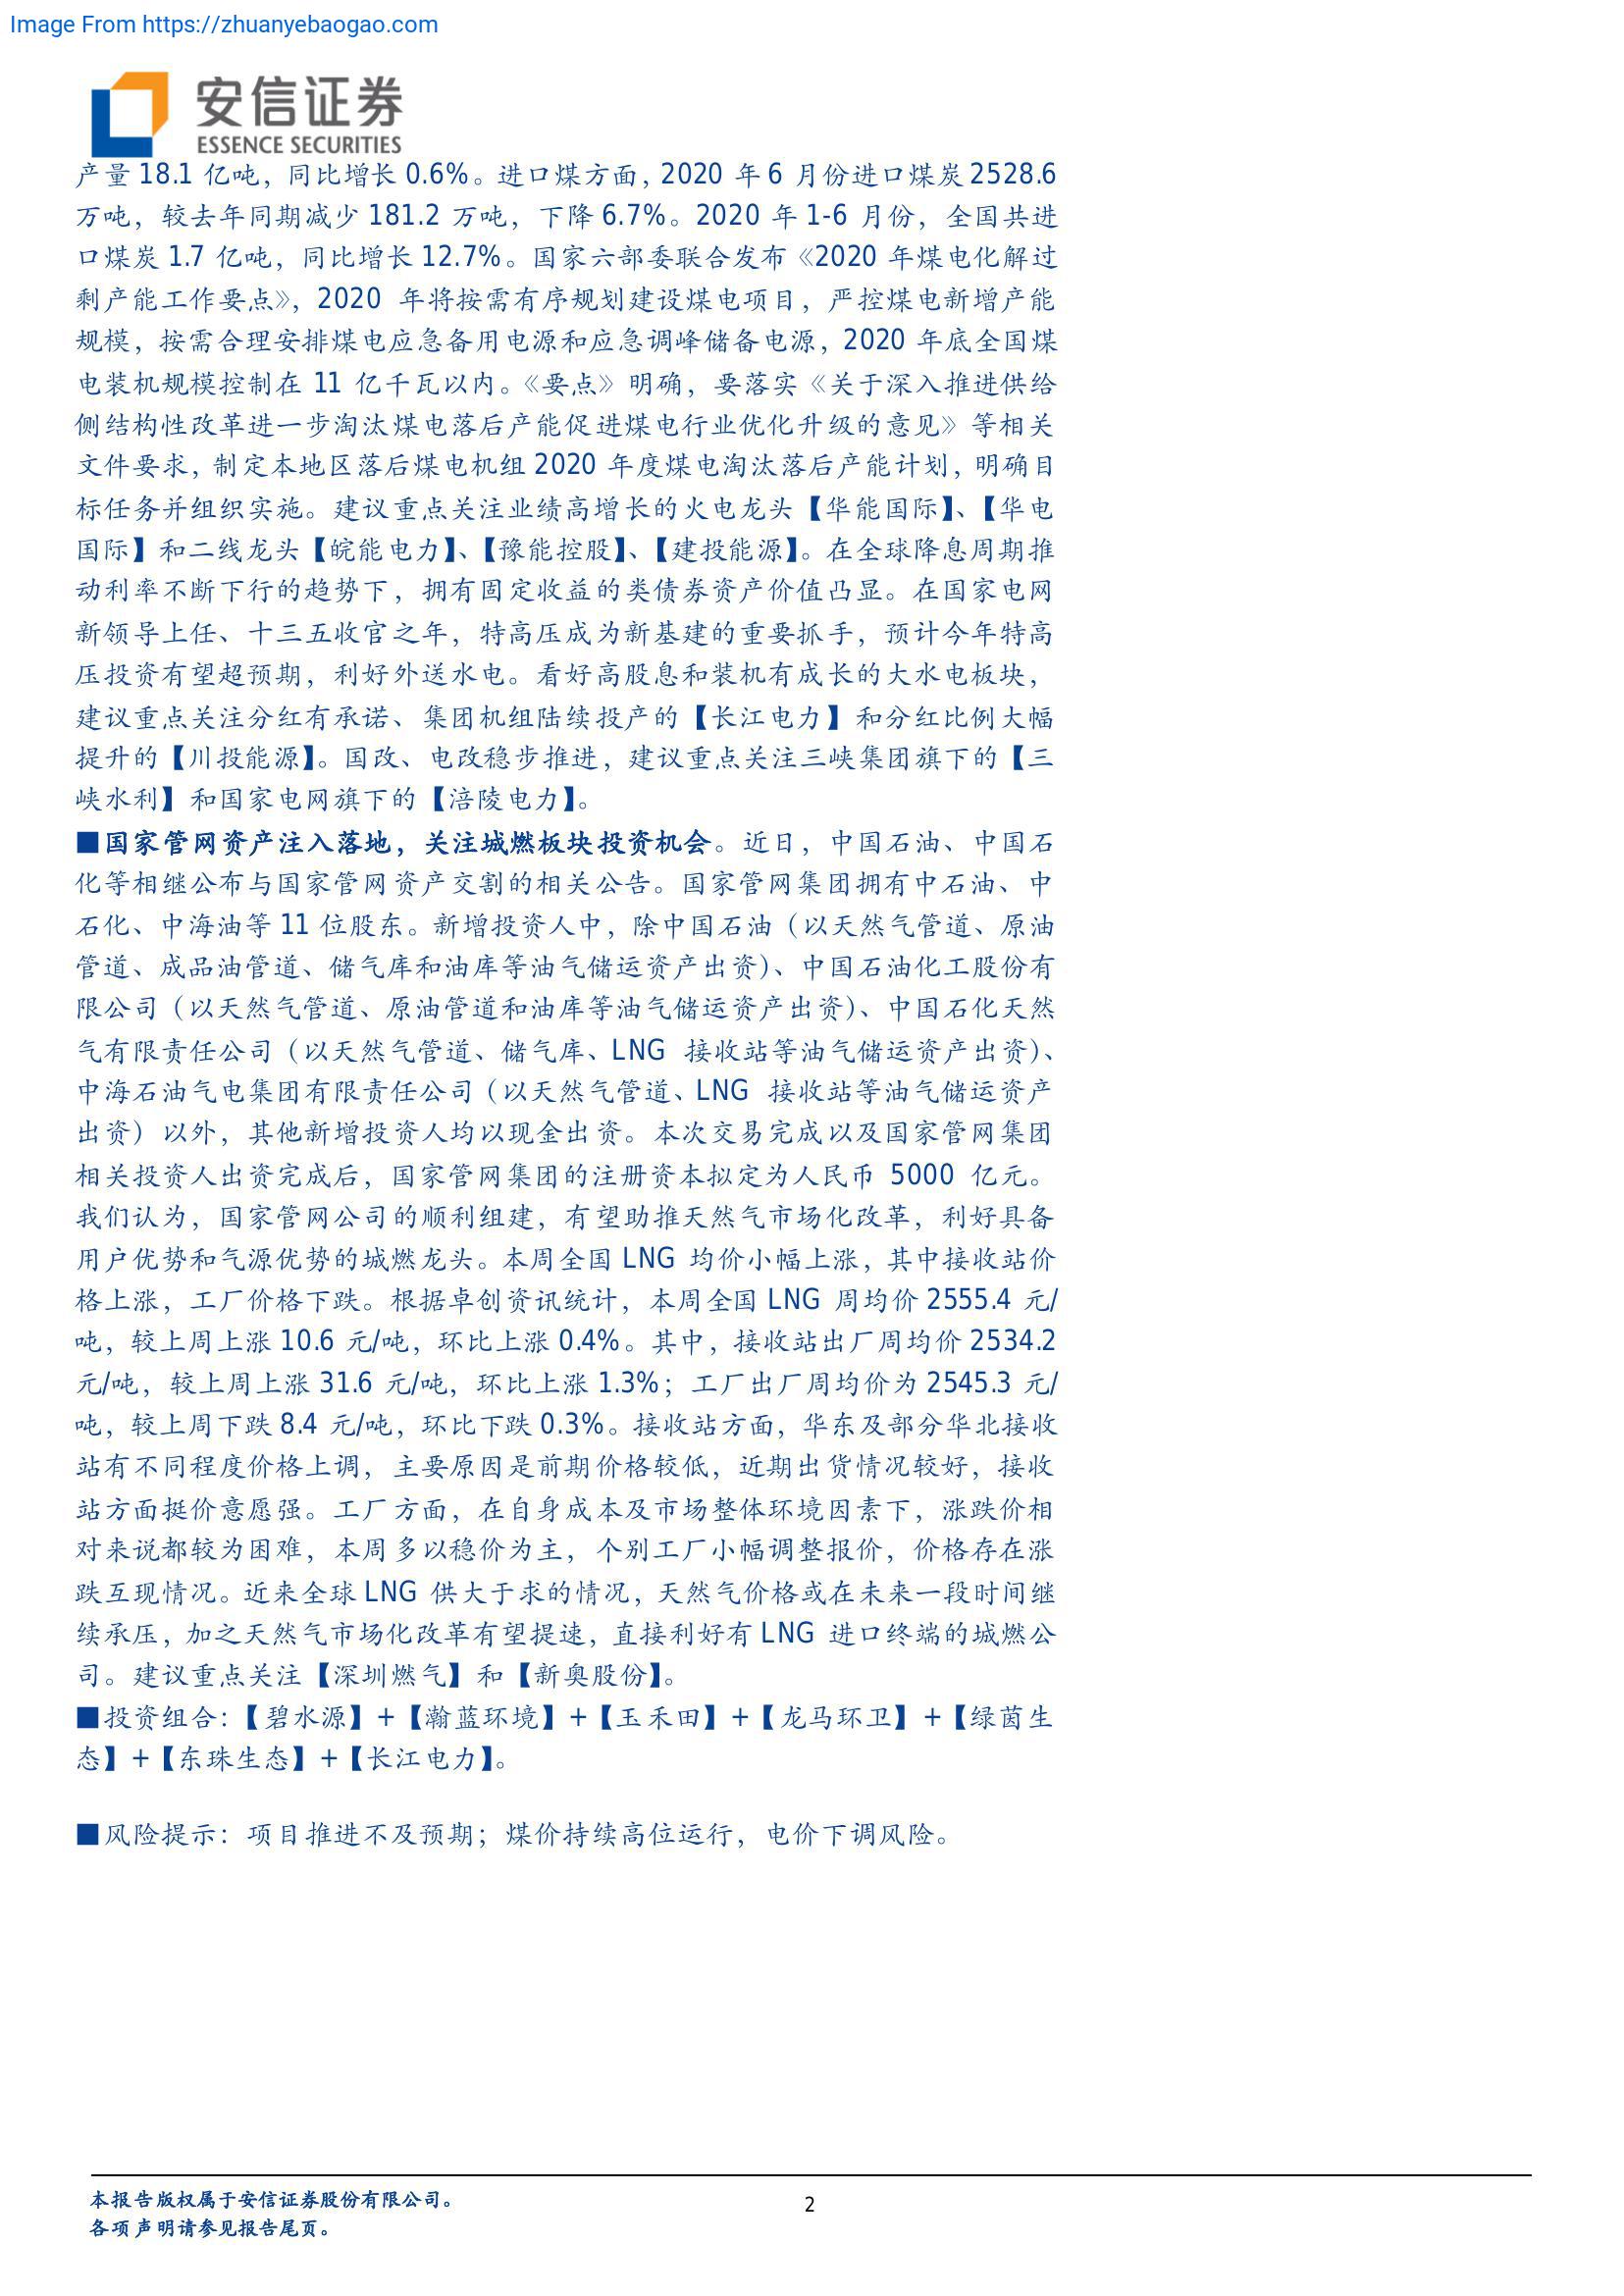 Image From https://zhuanyebaogao.com
安信证券
ESSENCE SECURITIES
产量 18.1 亿吨，同比增长 0.6%。进口煤方面，2020 年 6 月份进口煤炭 2528.6
万吨，较去年同期减少 181.2 万吨，下降 6.7%。2020 年 1-6 月份，全国共进
口煤炭 1.7 亿吨，同比增长 12.7%。国家六部委联合发布《2020 年煤电化解过
剩产能工作要点》，2020 年将按需有序规划建设煤电项目，严控煤电新增产能
规模，按需合理安排煤电应急备用电源和应急调峰储备电源，2020 年底全国煤
电装机规模控制在 11 亿千瓦以内。《要点》明确，要落实《关于深入推进供给
侧结构性改革进一步淘汰煤电落后产能促进煤电行业优化升级的意见》等相关
文件要求，制定本地区落后煤电机组 2020 年度煤电淘汰落后产能计划，明确目
标任务并组织实施。建议重点关注业绩高增长的火电龙头【华能国际】、【华电
国际】和二线龙头【皖能电力】、【豫能控股】、【建投能源】。在全球降息周期推
动利率不断下行的趋势下，拥有固定收益的类债券资产价值凸显。在国家电网
新领导上任、十三五收官之年，特高压成为新基建的重要抓手，预计今年特高
压投资有望超预期，利好外送水电。看好高股息和装机有成长的大水电板块，
建议重点关注分红有承诺、集团机组陆续投产的【长江电力】和分红比例大幅
提升的【川投能源】。国改、电改稳步推进，建议重点关注三峡集团旗下的【三
峡水利】和国家电网旗下的【涪陵电力】。
■国家管网资产注入落地，关注城燃板块投资机会。近日，中国石油、中国石
化等相继公布与国家管网资产交割的相关公告。国家管网集团拥有中石油、中
石化、中海油等 11 位股东。新增投资人中，除中国石油（以天然气管道、原油
管道、成品油管道、储气库和油库等油气储运资产出资）、中国石油化工股份有
限公司（以天然气管道、原油管道和油库等油气储运资产出资）、中国石化天然
气有限责任公司（以天然气管道、储气库、LNG 接收站等油气储运资产出资）、
中海石油气电集团有限责任公司（以天然气管道、LNG 接收站等油气储运资产
出资）以外，其他新增投资人均以现金出资。本次交易完成以及国家管网集团
相关投资人出资完成后，国家管网集团的注册资本拟定为人民币 5000 亿元。
我们认为，国家管网公司的顺利组建，有望助推天然气市场化改革，利好具备
用户优势和气源优势的城燃龙头。本周全国 LNG 均价小幅上涨，其中接收站价
格上涨，工厂价格下跌。根据卓创资讯统计，本周全国 LNG 周均价 2555.4 元/
吨，较上周上涨 10.6 元/吨，环比上涨 0.4%。其中，接收站出厂周均价 2534.2
元/吨，较上周上涨 31.6 元/吨，环比上涨 1.3%；工厂出厂周均价为 2545.3 元/
吨，较上周下跌 8.4 元/吨，环比下跌 0.3%。接收站方面，华东及部分华北接收
站有不同程度价格上调，主要原因是前期价格较低，近期出货情况较好，接收
站方面挺价意愿强。工厂方面，在自身成本及市场整体环境因素下，涨跌价相
对来说都较为困难，本周多以稳价为主，个别工厂小幅调整报价，价格存在涨
跌互现情况。近来全球 LNG 供大于求的情况，天然气价格或在未来一段时间继
续承压，加之天然气市场化改革有望提速，直接利好有 LNG 进口终端的城燃公
司。建议重点关注【深圳燃气】和【新奥股份】。
■投资组合：【碧水源】+【瀚蓝环境】+【玉禾田】+【龙马环卫】+【绿茵生
态】+【东珠生态】+【长江电力】。
■风险提示：项目推进不及预期；煤价持续高位运行，电价下调风险。
本报告版权属于安信证券股份有限公司。
各项声明请参见报告尾页。
2